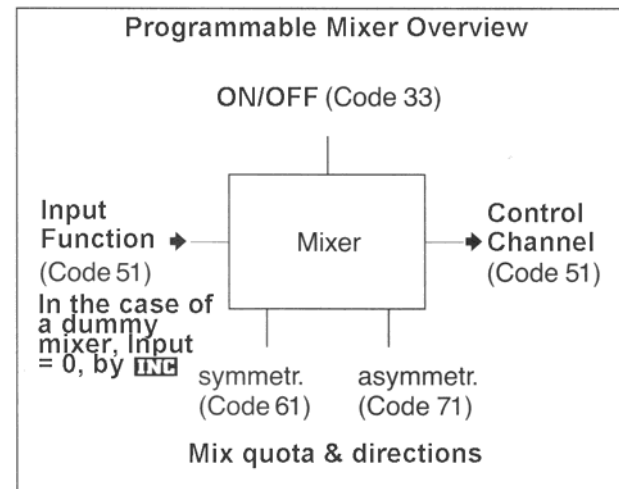 Programmable Mixer Overview
ON/OFF (Code 33)
Input
Function
(Code 51)
In the case of
a dummy
mixer, Input
= 0, by INC
Mixer
Control
Channel
(Code 51)
symmetr.
(Code 61)
asymmetr.
(Code 71)
Mix quota & directions